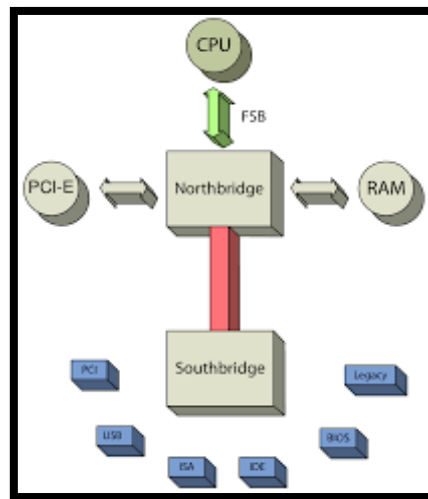 CPU
FSB
PCI-E
Northbridge
RAM
Southbridge
PCI
Legacy
USB
BIOS
ISA
IDE